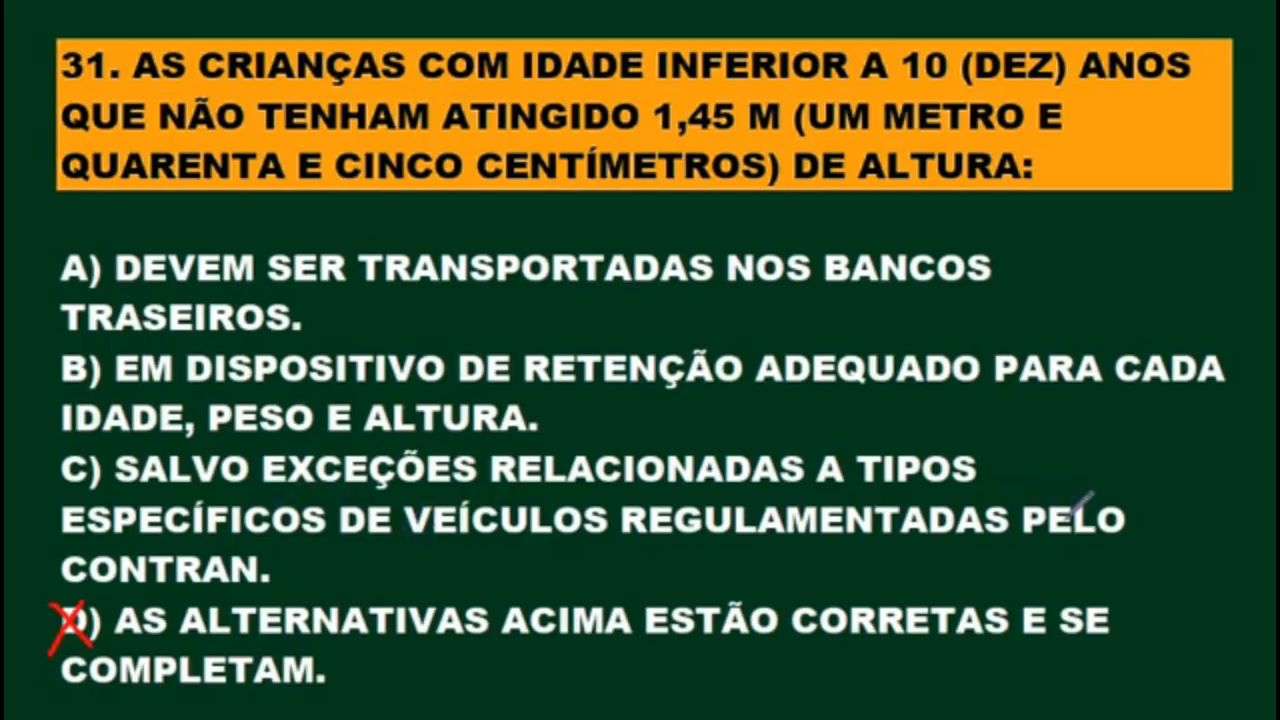 31. AS CRIANÇAS COM IDADE INFERIOR A 10 (DEZ) ANOS
QUE NÃO TENHAM ATINGIDO 1,45 M (UM METRO E
QUARENTA E CINCO CENTÍMETROS) DE ALTURA:
A) DEVEM SER TRANSPORTADAS NOS BANCOS
TRASEIROS.
B) EM DISPOSITIVO DE RETENÇÃO ADEQUADO PARA CADA
IDADE, PESO E ALTURA.
C) SALVO EXCEÇÕES RELACIONADAS A TIPOS
ESPECÍFICOS DE VEÍCULOS REGULAMENTADAS PELO
CONTRAN.
D) AS ALTERNATIVAS ACIMA ESTÃO CORRETAS E SE
COMPLETAM.